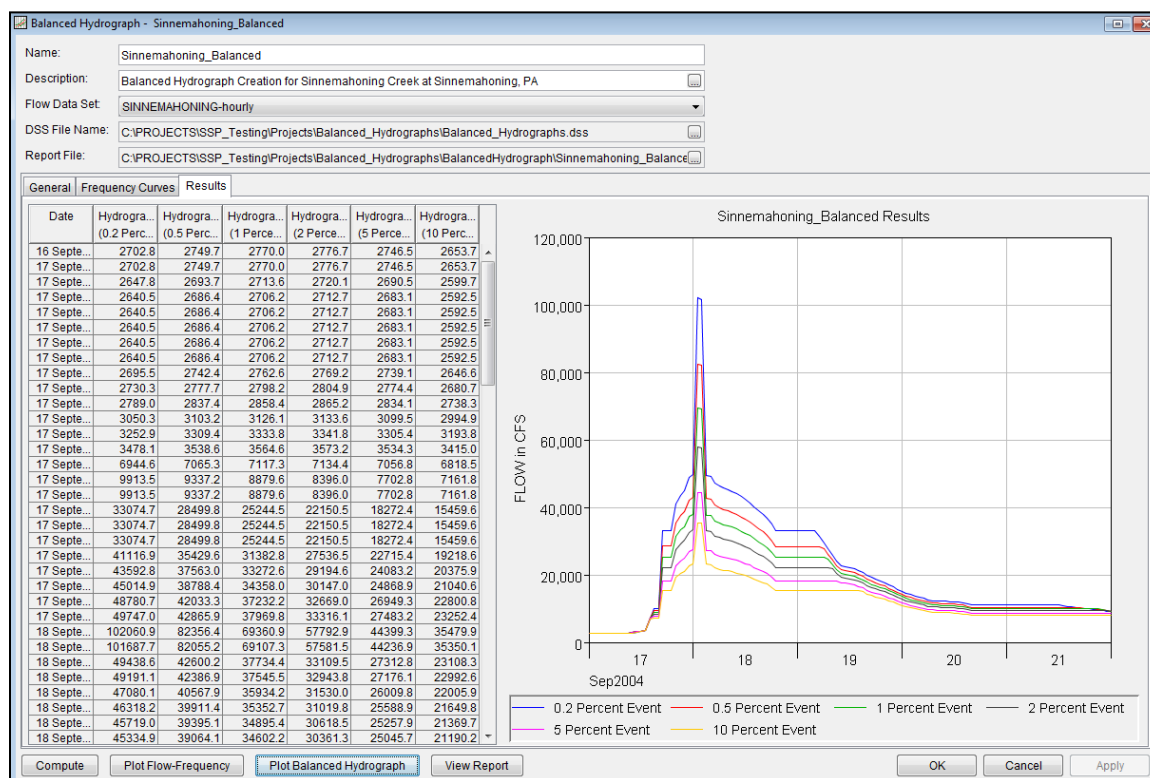 Balanced Hydrograph - Sinnemahoning_Balanced
Name: Sinnemahoning_Balanced
Description: Balanced Hydrograph Creation for Sinnemahoning Creek at Sinnemahoning, PA ...
Flow Data Set: SINNEMAHONING-hourly
DSS File Name: C:\PROJECTS\SSP_Testing\Projects\Balanced_Hydrographs\Balanced_Hydrographs.dss ...
Report File: C:\PROJECTS\SSP_Testing\Projects\Balanced_Hydrographs\BalancedHydrograph\Sinnemahoning_Balance ...
General Frequency Curves Results
Date Hydrogra... Hydrogra... Hydrogra... Hydrogra... Hydrogra... Hydrogra...
(0.2 Perc... (0.5 Perc... (1 Perce... (2 Perce... (5 Perce... (10 Perc...
16 Septe... 2702.8 2749.7 2770.0 2776.7 2746.5 2653.7
17 Septe... 2702.8 2749.7 2770.0 2776.7 2746.5 2653.7
17 Septe... 2647.8 2693.7 2713.6 2720.1 2690.5 2599.7
17 Septe... 2640.5 2686.4 2706.2 2712.7 2683.1 2592.5
17 Septe... 2640.5 2686.4 2706.2 2712.7 2683.1 2592.5
17 Septe... 2640.5 2686.4 2706.2 2712.7 2683.1 2592.5
17 Septe... 2640.5 2686.4 2706.2 2712.7 2683.1 2592.5
17 Septe... 2640.5 2686.4 2706.2 2712.7 2683.1 2592.5
17 Septe... 2695.5 2742.4 2762.6 2769.2 2739.1 2646.6
17 Septe... 2730.3 2777.7 2798.2 2804.9 2774.4 2680.7
17 Septe... 2789.0 2837.4 2858.4 2865.2 2834.1 2738.3
17 Septe... 3050.3 3103.2 3126.1 3133.6 3099.5 2994.9
17 Septe... 3252.9 3309.4 3333.8 3341.8 3305.4 3193.8
17 Septe... 3478.1 3538.6 3564.6 3573.2 3534.3 3415.0
17 Septe... 6944.6 7065.3 7117.3 7134.4 7056.8 6818.5
17 Septe... 9913.5 9337.2 8879.6 8396.0 7702.8 7161.8
17 Septe... 9913.5 9337.2 8879.6 8396.0 7702.8 7161.8
17 Septe... 33074.7 28499.8 25244.5 22150.5 18272.4 15459.6
17 Septe... 33074.7 28499.8 25244.5 22150.5 18272.4 15459.6
17 Septe... 33074.7 28499.8 25244.5 22150.5 18272.4 15459.6
17 Septe... 41116.9 35429.6 31382.8 27536.5 22715.4 19218.6
17 Septe... 43592.8 37563.0 33272.6 29194.6 24083.2 20375.9
17 Septe... 45014.9 38788.4 34358.0 30147.0 24868.9 21040.6
17 Septe... 48780.7 42033.3 37232.2 32669.0 26949.3 22800.8
17 Septe... 49747.0 42865.9 37969.8 33316.1 27483.2 23252.4
18 Septe... 102060.9 82356.4 69360.9 57792.9 44399.3 35479.9
18 Septe... 101687.7 82055.2 69107.3 57581.5 44236.9 35350.1
18 Septe... 49438.6 42600.2 37734.4 33109.5 27312.8 23108.3
18 Septe... 49191.1 42386.9 37545.5 32943.8 27176.1 22992.6
18 Septe... 47080.1 40567.9 35934.2 31530.0 26009.8 22005.9
18 Septe... 46318.2 39911.4 35352.7 31019.8 25588.9 21649.8
18 Septe... 45719.0 39395.1 34895.4 30618.5 25257.9 21369.7
18 Septe... 45334.9 39064.1 34602.2 30361.3 25045.7 21190.2
Sinnemahoning_Balanced Results
120,000
100,000
80,000
60,000
40,000
20,000
0
FLOW in CFS
17 18 19 20 21
Sep2004
0.2 Percent Event 0.5 Percent Event 1 Percent Event 2 Percent Event
5 Percent Event 10 Percent Event
Compute Plot Flow-Frequency Plot Balanced Hydrograph View Report OK Cancel Apply